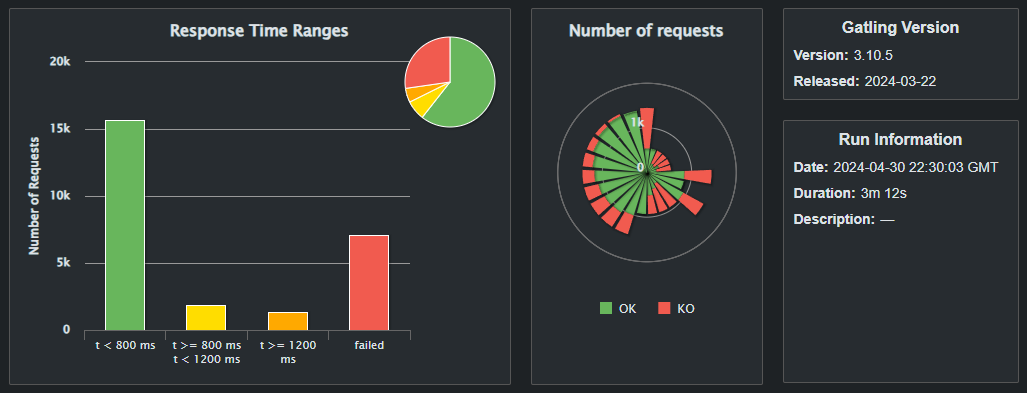 Response Time Ranges
Number of Requests
20k
15k
10k
5k
0
t < 800 ms
t >= 800 ms
t < 1200 ms
t >= 1200
ms
failed
Number of requests
1k
0
OK
KO
Gatling Version
Version: 3.10.5
Released: 2024-03-22
Run Information
Date: 2024-04-30 22:30:03 GMT
Duration: 3m 12s
Description: —